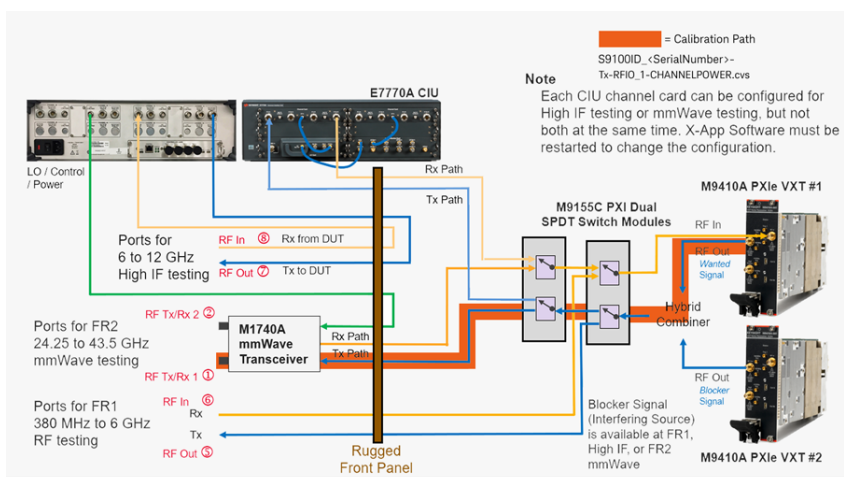 = Calibration Path
S9100ID_<SerialNumber>-
Tx-RFIO_1-CHANNELPOWER.cvs
Note
Each CIU channel card can be configured for
High IF testing or mmWave testing, but not
both at the same time. X-App Software must be
restarted to change the configuration.
E7770A CIU
LO / Control
/ Power
Rx Path
Tx Path
M9155C PXI Dual
SPDT Switch Modules
M9410A PXIe VXT #1
RF In
RF Out
Wanted
Signal
Ports for
6 to 12 GHz
High IF testing
RF In ⑧ Rx from DUT
RF Out ⑦ Tx to DUT
Hybrid
Combiner
RF Tx/Rx 2 ②
Ports for FR2
24.25 to 43.5 GHz
mmWave testing
M1740A
mmWave
Transceiver
Rx Path
Tx Path
RF Tx/Rx 1 ①
RF Out
Blocker
Signal
Ports for FR1
380 MHz to 6 GHz
RF testing
RF In ⑥
Rx
Tx
RF Out ⑤
Blocker Signal
(Interfering Source)
is available at FR1,
High IF, or FR2
mmWave
M9410A PXIe VXT #2
Rugged
Front Panel